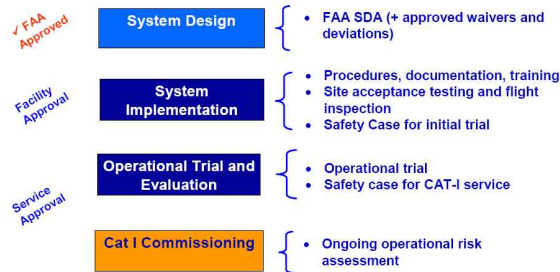 ✓ FAA
Approved
System Design
• FAA SDA (+ approved waivers and
deviations)
Facility
Approval
System
Implementation
• Procedures, documentation, training
• Site acceptance testing and flight
inspection
• Safety Case for initial trial
Service
Approval
Operational Trial and
Evaluation
• Operational trial
• Safety case for CAT-I service
Cat I Commissioning
• Ongoing operational risk
assessment